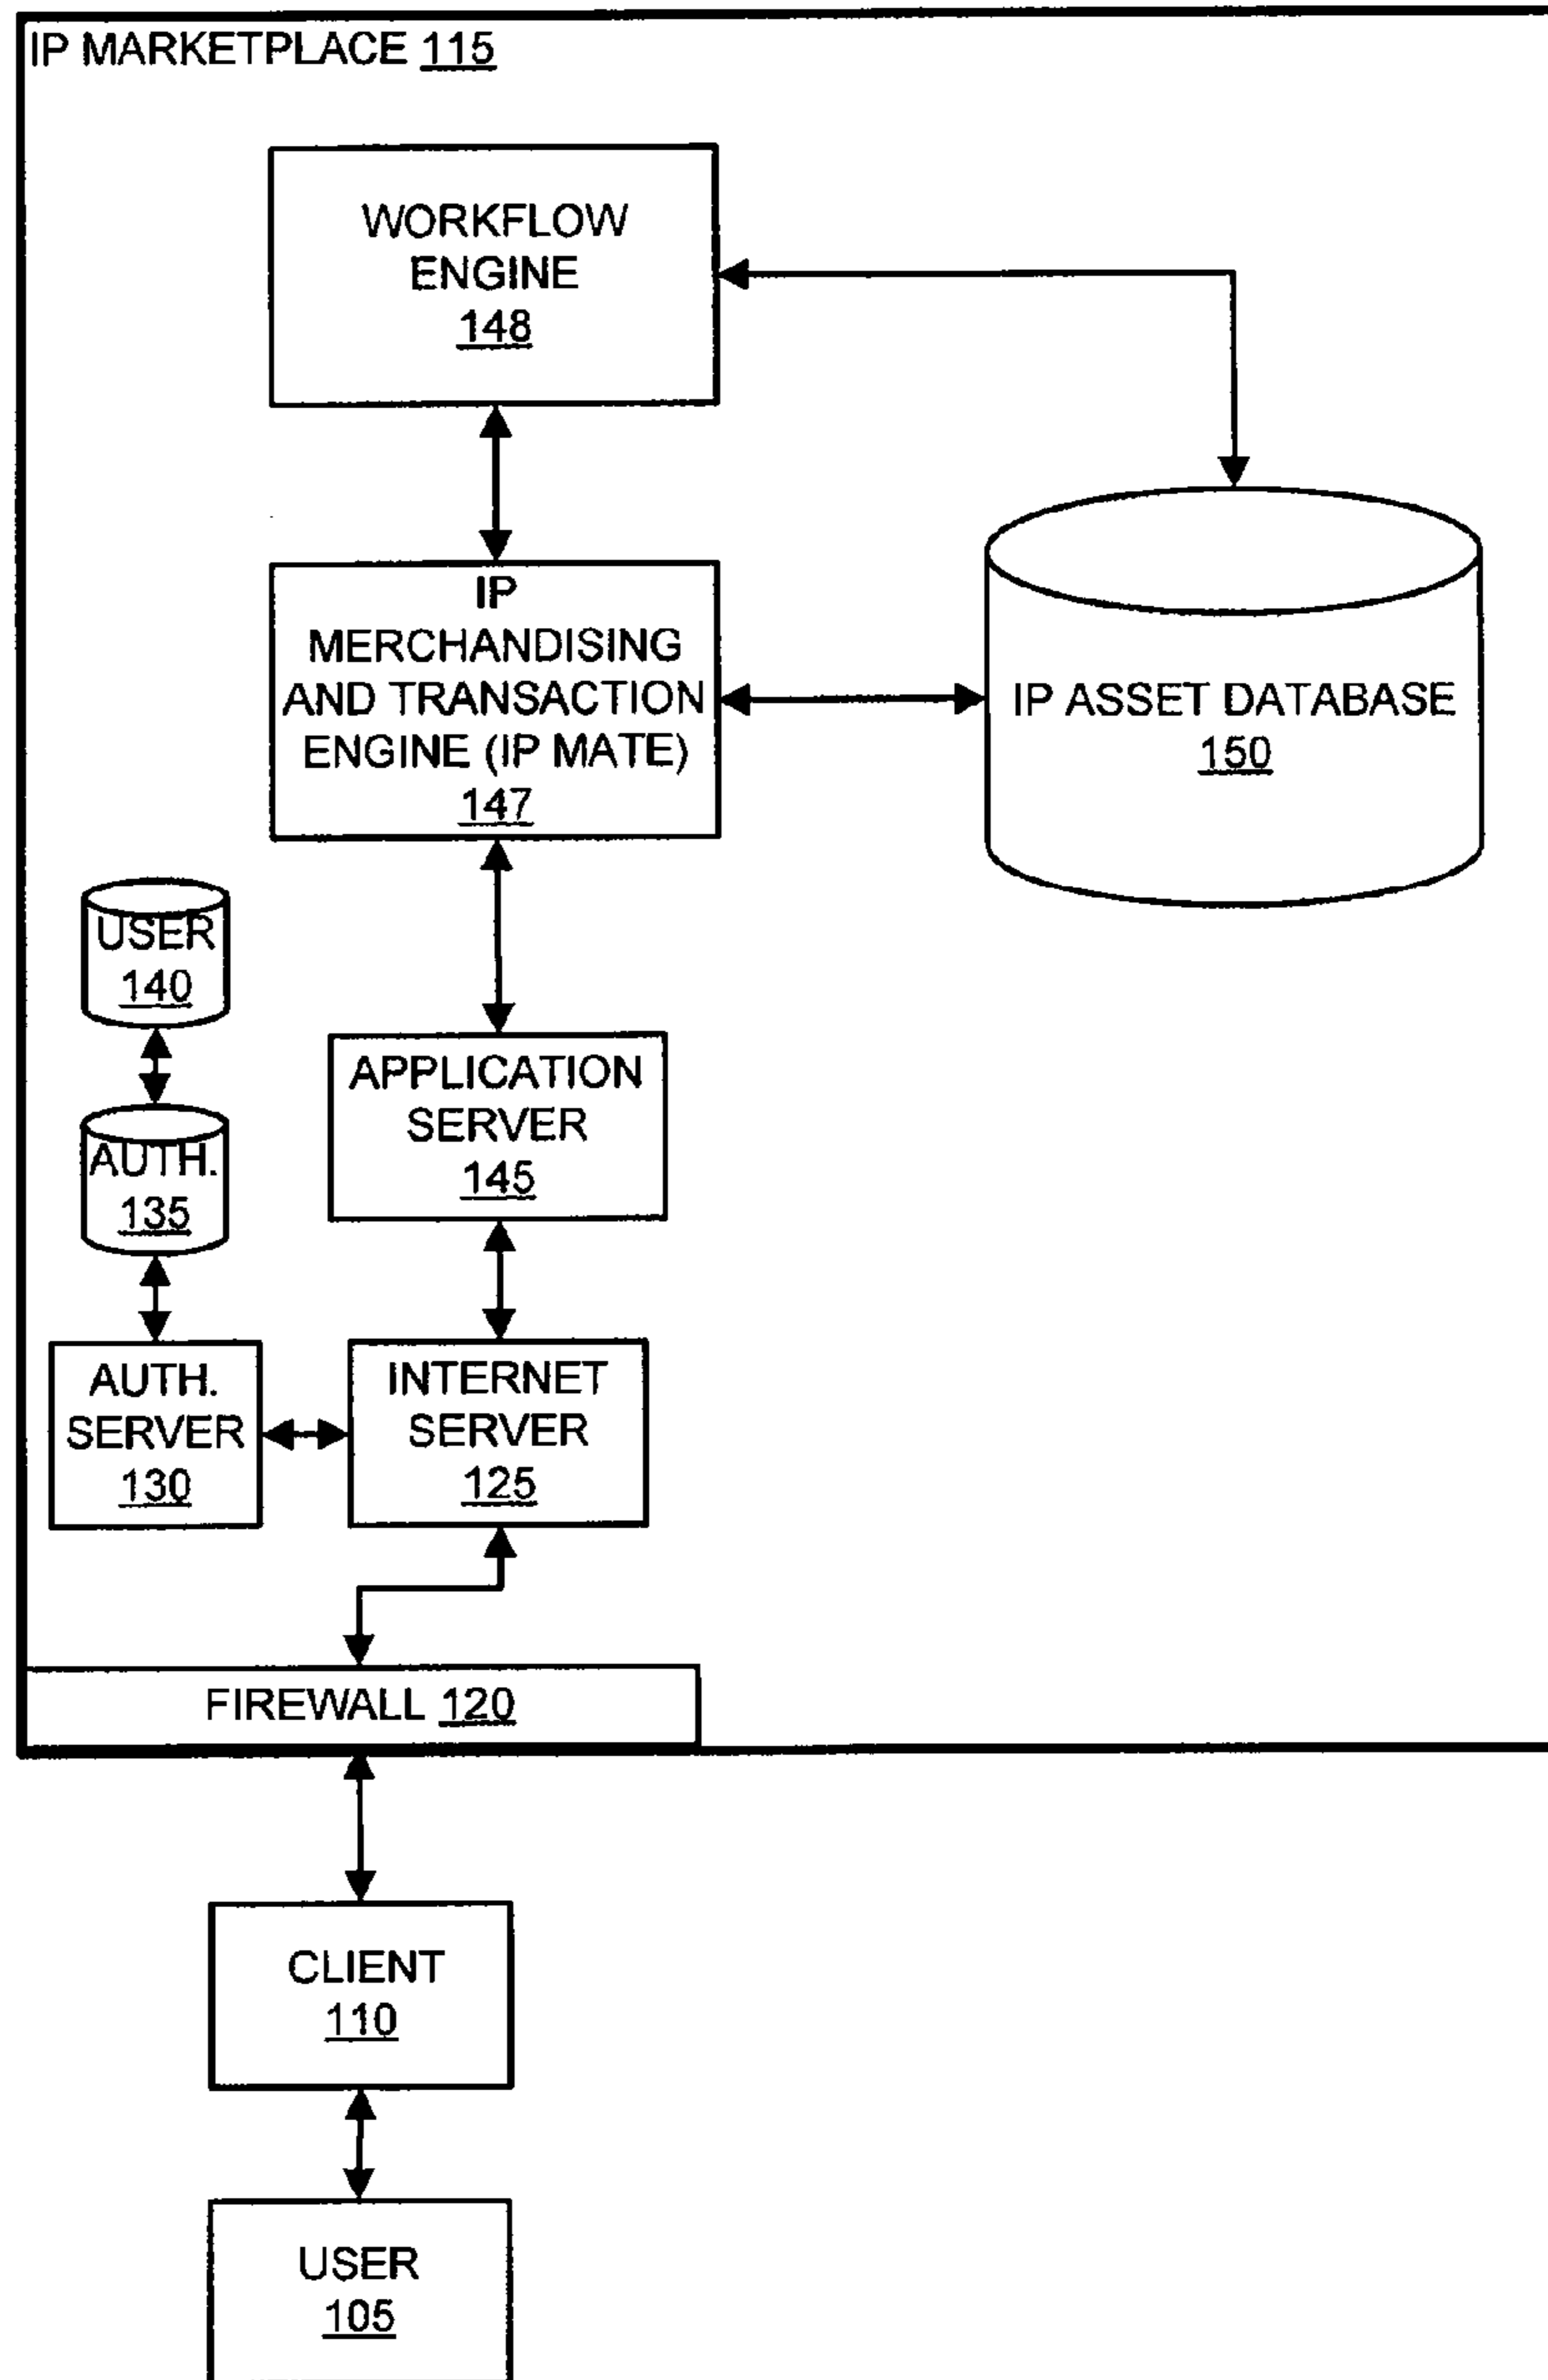 IP MARKETPLACE 115
WORKFLOW
ENGINE
148
IP
MERCHANDISING
AND TRANSACTION
ENGINE (IP MATE)
147
IP ASSET DATABASE
150
USER
140
AUTH.
135
APPLICATION
SERVER
145
AUTH.
SERVER
130
INTERNET
SERVER
125
FIREWALL 120
CLIENT
110
USER
105